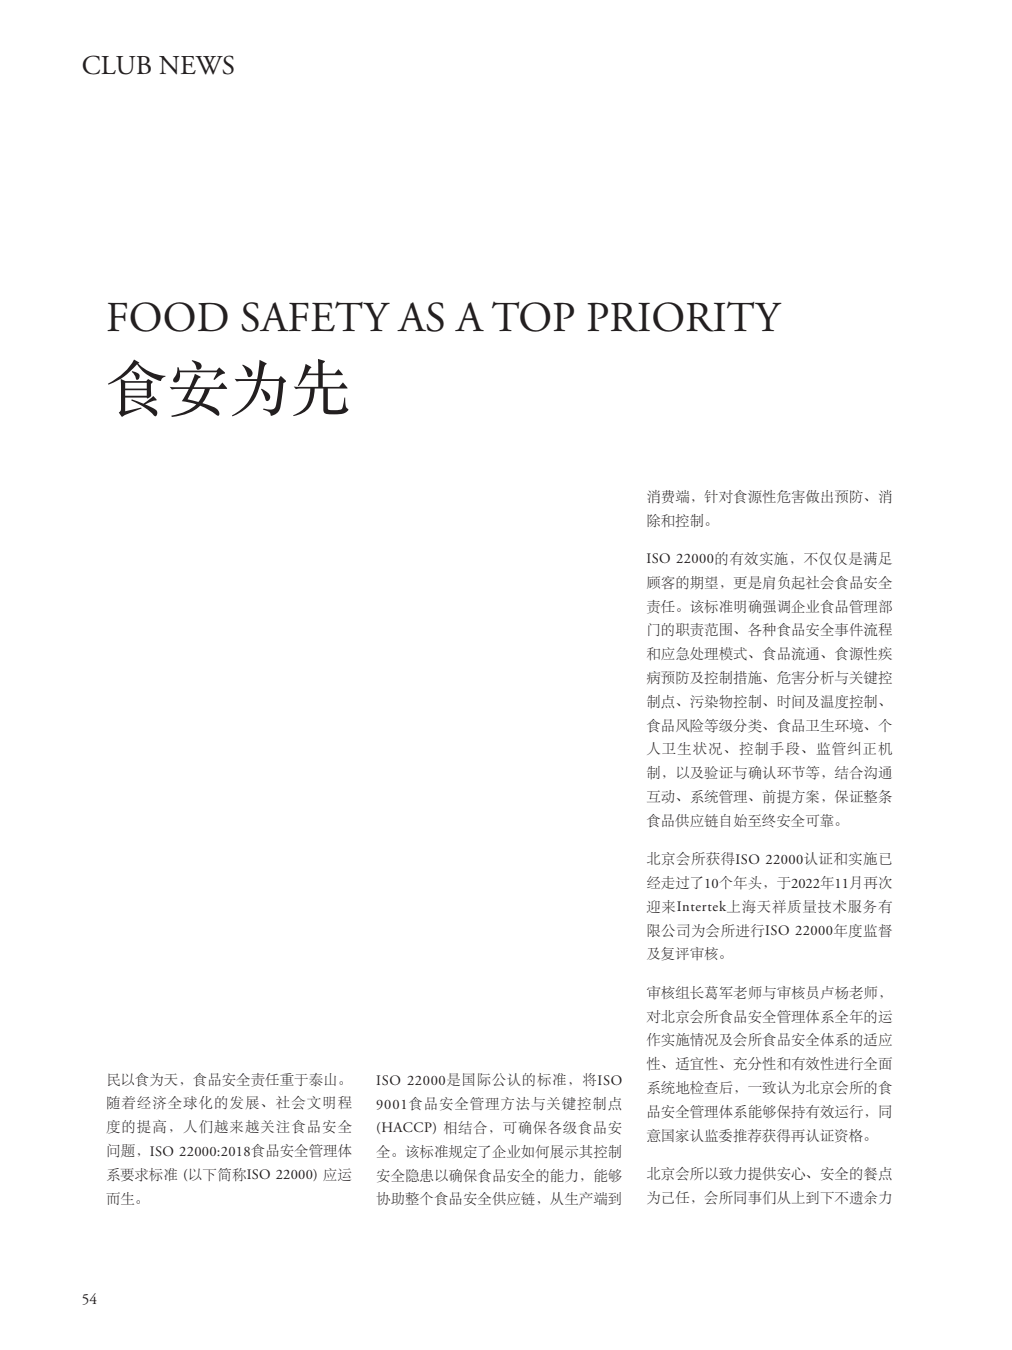 CLUB NEWS
FOOD SAFETY AS A TOP PRIORITY
食安为先
民以食为天，食品安全责任重于泰山。
随着经济全球化的发展、社会文明程
度的提高，人们越来越关注食品安全
问题，ISO 22000:2018食品安全管理体
系要求标准 (以下简称ISO 22000) 应运
而生。
ISO 22000是国际公认的标准，将ISO
9001食品安全管理方法与关键控制点
(HACCP) 相结合，可确保各级食品安
全。该标准规定了企业如何展示其控制
安全隐患以确保食品安全的能力，能够
协助整个食品安全供应链，从生产端到
消费端，针对食源性危害做出预防、消
除和控制。
ISO 22000的有效实施，不仅仅是满足
顾客的期望，更是肩负起社会食品安全
责任。该标准明确强调企业食品管理部
门的职责范围、各种食品安全事件流程
和应急处理模式、食品流通、食源性疾
病预防及控制措施、危害分析与关键控
制点、污染物控制、时间及温度控制、
食品风险等级分类、食品卫生环境、个
人卫生状况、控制手段、监管纠正机
制，以及验证与确认环节等，结合沟通
互动、系统管理、前提方案，保证整条
食品供应链自始至终安全可靠。
北京会所获得ISO 22000认证和实施已
经走过了10个年头，于2022年11月再次
迎来Intertek上海天祥质量技术服务有
限公司为会所进行ISO 22000年度监督
及复评审核。
审核组长葛军老师与审核员卢杨老师，
对北京会所食品安全管理体系全年的运
作实施情况及会所食品安全体系的适应
性、适宜性、充分性和有效性进行全面
系统地检查后，一致认为北京会所的食
品安全管理体系能够保持有效运行，同
意国家认监委推荐获得再认证资格。
北京会所以致力提供安心、安全的餐点
为己任，会所同事们从上到下不遗余力
54